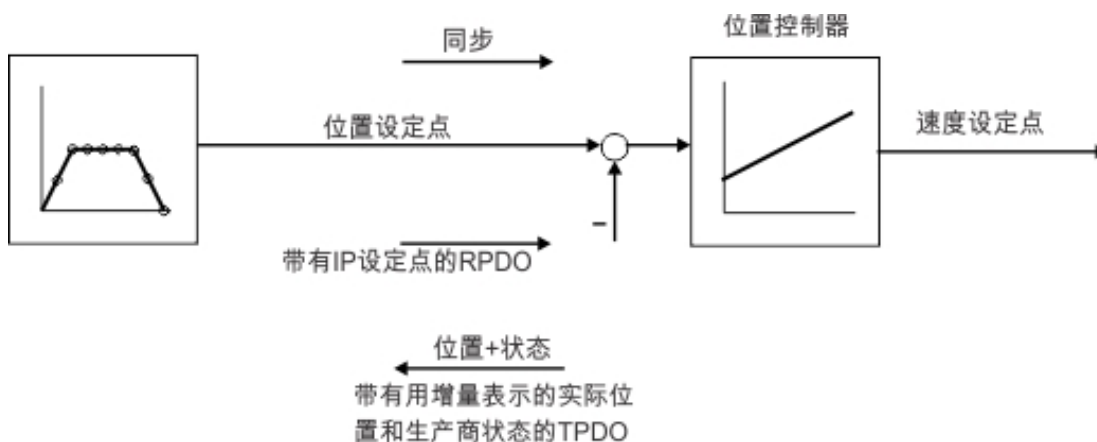 同步
位置控制器
位置设定点
速度设定点
–
带有IP设定点的RPDO
位置+状态
带有用增量表示的实际位
置和生产商状态的TPDO